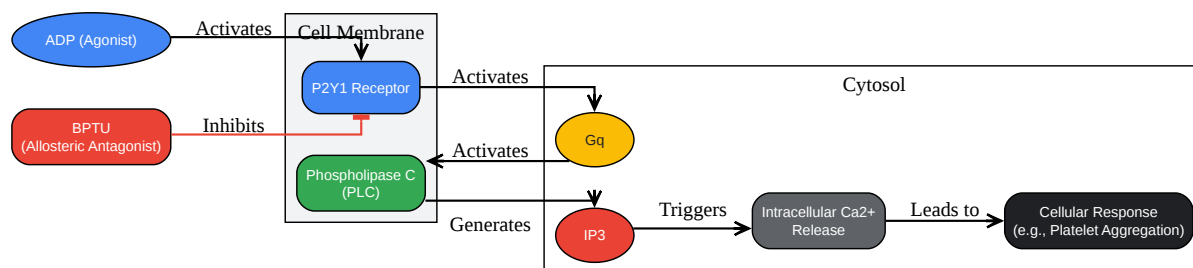 ADP (Agonist)
Activates
Cell Membrane
P2Y1 Receptor
Activates
Cytosol
BPTU
(Allosteric Antagonist)
Inhibits
Gq
Activates
Phospholipase C
(PLC)
Generates
IP3
Triggers
Intracellular Ca2+
Release
Leads to
Cellular Response
(e.g., Platelet Aggregation)